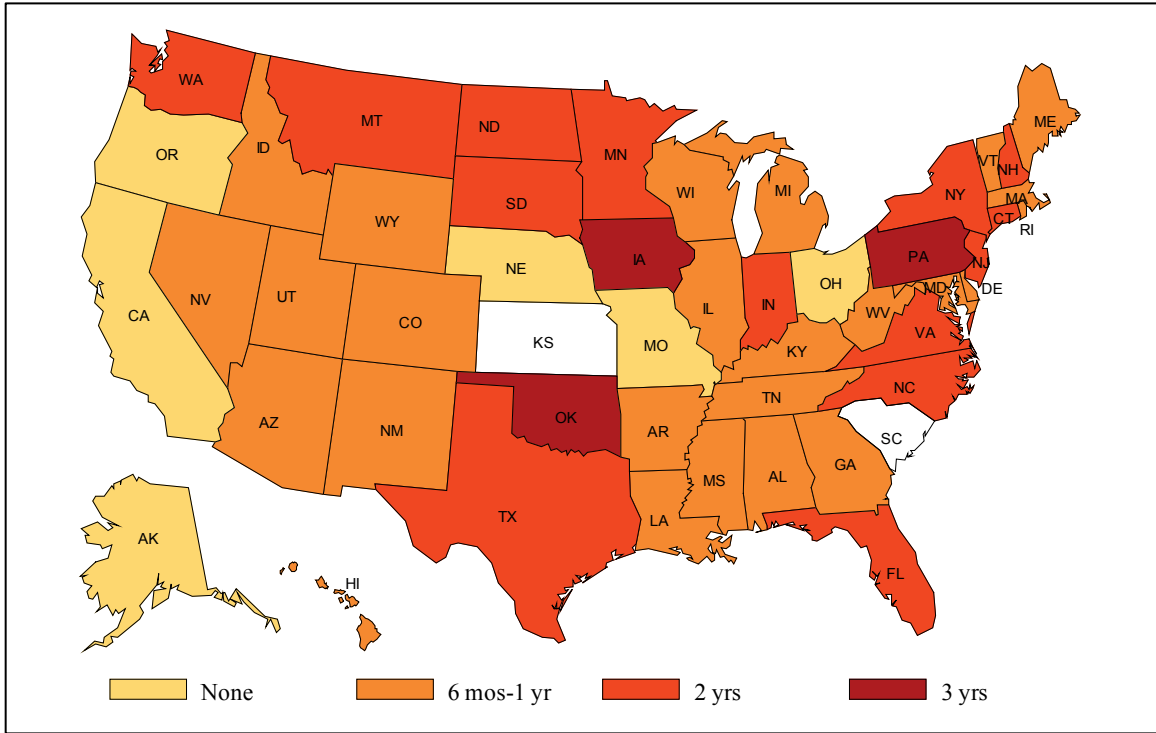 WA
MT
ND
MN
ME
OR
ID
WI
MI
VT
NH
NY
MA
CT
RI
WY
SD
IA
PA
NJ
NE
OH
MD
DE
NV
UT
CO
IL
IN
WV
VA
CA
KS
MO
KY
NC
TN
AZ
NM
OK
AR
SC
MS
AL
GA
TX
LA
AK
HI
FL
None
6 mos-1 yr
2 yrs
3 yrs